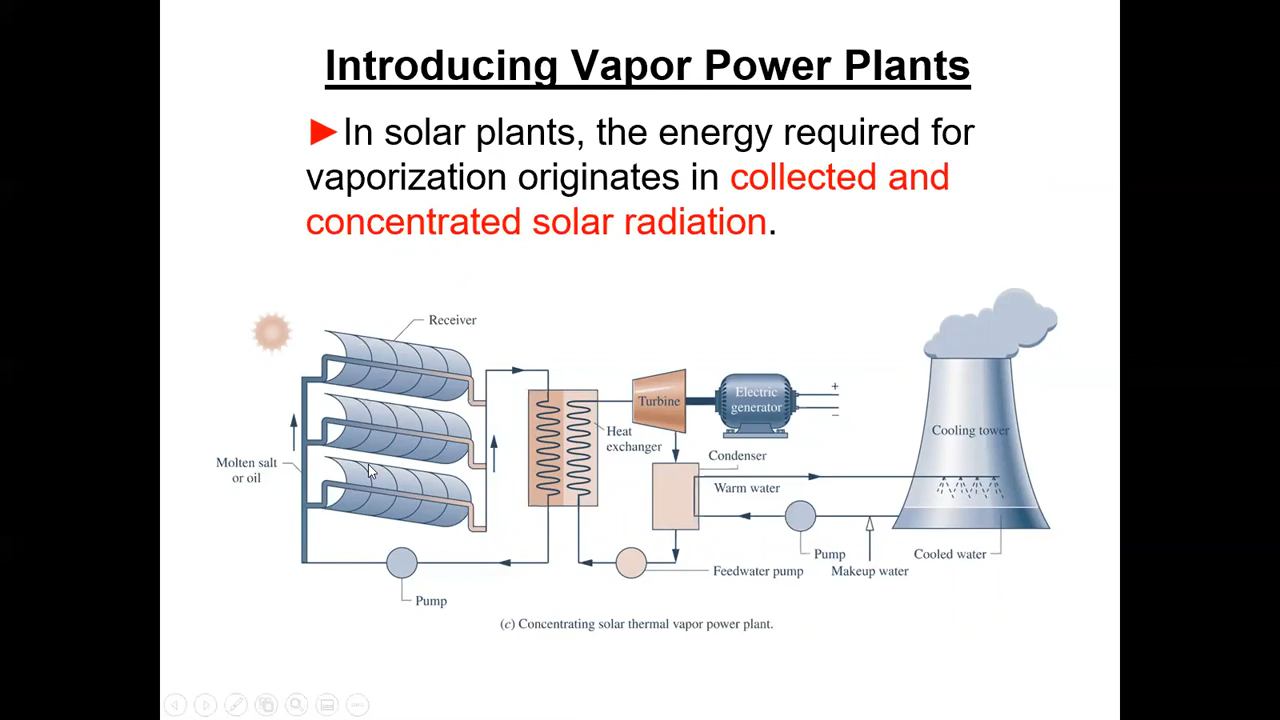 Introducing Vapor Power Plants
►In solar plants, the energy required for
vaporization originates in collected and
concentrated solar radiation.
Receiver
Molten salt
or oil
Pump
Heat
exchanger
Turbine
Electric
generator
+
−
Condenser
Warm water
Feedwater pump
Pump
Makeup water
Cooling tower
Cooled water
(c) Concentrating solar thermal vapor power plant.